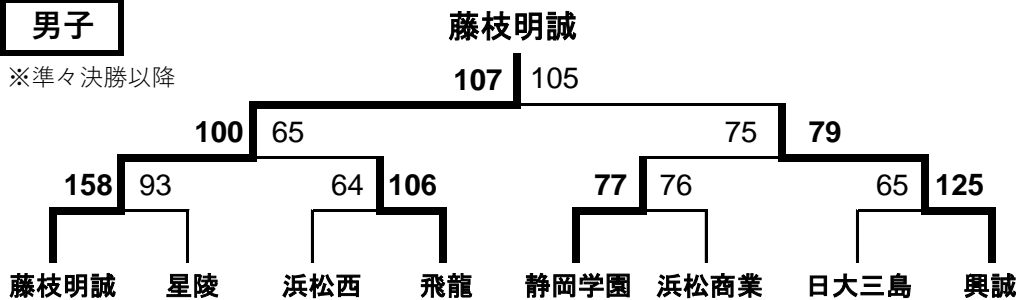 男子
藤枝明誠
※準々決勝以降
107 105
100 65 75 79
158 93 64 106 77 76 65 125
藤枝明誠 星陵 浜松西 飛龍 静岡学園 浜松商業 日大三島 興誠